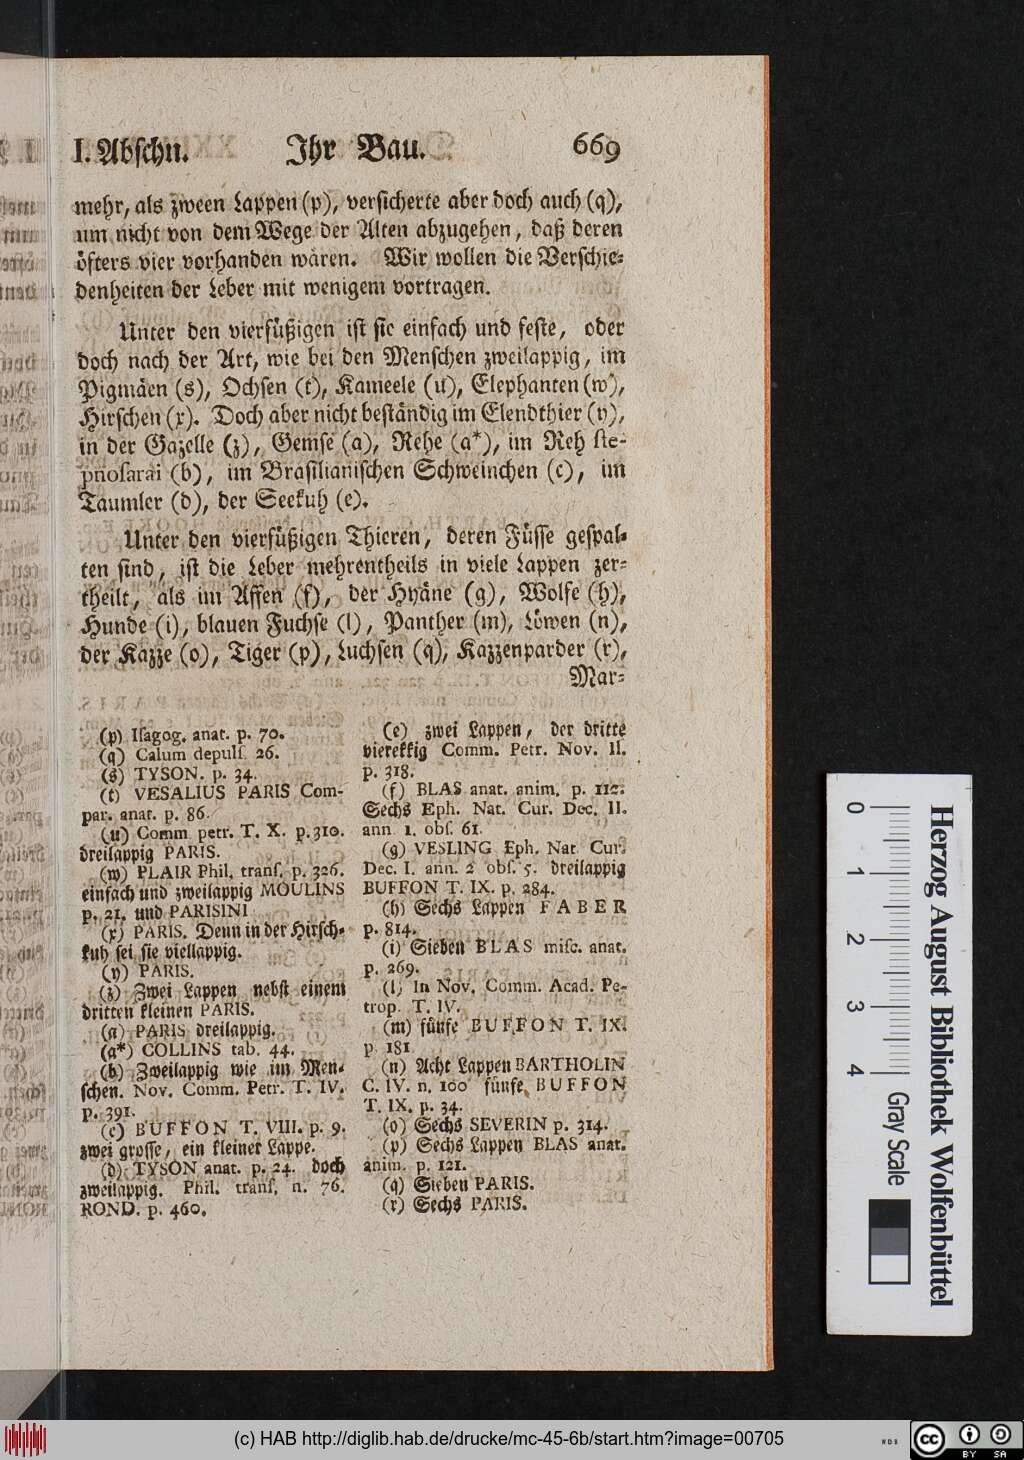 I. Abschn. Ihr Bau. 669
mehr, als zween Lappen (p), versicherte aber doch auch (q),
um nicht von dem Wege der Alten abzugehen, daß deren
öfters vier vorhanden wären. Wir wollen die Verschie-
denheiten der Leber mit wenigem vortragen.
Unter den vierfüßigen ist sie einfach und feste, oder
doch nach der Art, wie bei den Menschen zweilappig, im
Pigmäen (s), Ochsen (t), Kameele (u), Elephanten (w),
Hirschen (x). Doch aber nicht beständig im Elendthier (y),
in der Gazelle (z), Gemse (a), Rehe (a*), im Reh ste-
pnosarai (b), im Brasilianischen Schweinchen (c), im
Taumler (d), der Seekuh (e).
Unter den vierfüßigen Thieren, deren Füsse gespal-
ten sind, ist die Leber mehrentheils in viele Lappen zer-
theilt, als im Affen (f), der Hyäne (g), Wolfe (h),
Hunde (i), blauen Fuchse (l), Panther (m), Löwen (n),
der Kazze (o), Tiger (p), Luchsen (q), Kazzenparder (r),
Mar-
(p) Isagog. anat. p. 70.
(q) Calum depuls. 26.
(s) TYSON. p. 34.
(t) VESALIUS PARIS Com-
par. anat. p. 86.
(u) Comm. petr. T. X. p. 310.
dreilappig PARIS.
(w) PLAIR Phil. trans. p. 326.
einfach und zweilappig MOULINS
p. 21. und PARISINI
(x) PARIS. Denn in der Hirsch-
kuh sei sie viellappig.
(y) PARIS.
(z) Zwei Lappen nebst einem
dritten kleinen PARIS.
(a) PARIS dreilappig.
(a*) COLLINS tab. 44.
(b) Zweilappig wie im Men-
schen. Nov. Comm. Petr. T. IV.
p. 391.
(c) BUFFON T. VIII. p. 9.
zwei grosse, ein kleiner Lappe.
(d) TYSON anat. p. 24. doch
zweilappig. Phil. trans. n. 76.
ROND. p. 460.
(e) zwei Lappen, der dritte
vierekkig Comm. Petr. Nov. II.
p. 318.
(f) BLAS anat. anim. p. 112.
Sechs Eph. Nat. Cur. Dec. II.
ann. 1. obs. 61.
(g) VESLING Eph. Nat. Cur.
Dec. I. ann. 2 obs. 5. dreilappig
BUFFON T. IX. p. 284.
(h) Sechs Lappen FABER
p. 814.
(i) Sieben BLAS misc. anat.
p. 269.
(l) In Nov. Comm. Acad. Pe-
trop. T. IV.
(m) fünfe BUFFON T. IX.
p. 181.
(n) Acht Lappen BARTHOLIN
C. IV. n. 100 fünfe, BUFFON
T. IX. p. 34.
(o) Sechs SEVERIN p. 314.
(p) Sechs Lappen BLAS anat.
anim. p. 121.
(q) Sieben PARIS.
(r) Sechs PARIS.
0 1 2 3 4
Gray Scale
Herzog August Bibliothek Wolfenbüttel
(c) HAB http://diglib.hab.de/drucke/mc-45-6b/start.htm?image=00705
WDB
cc BY SA